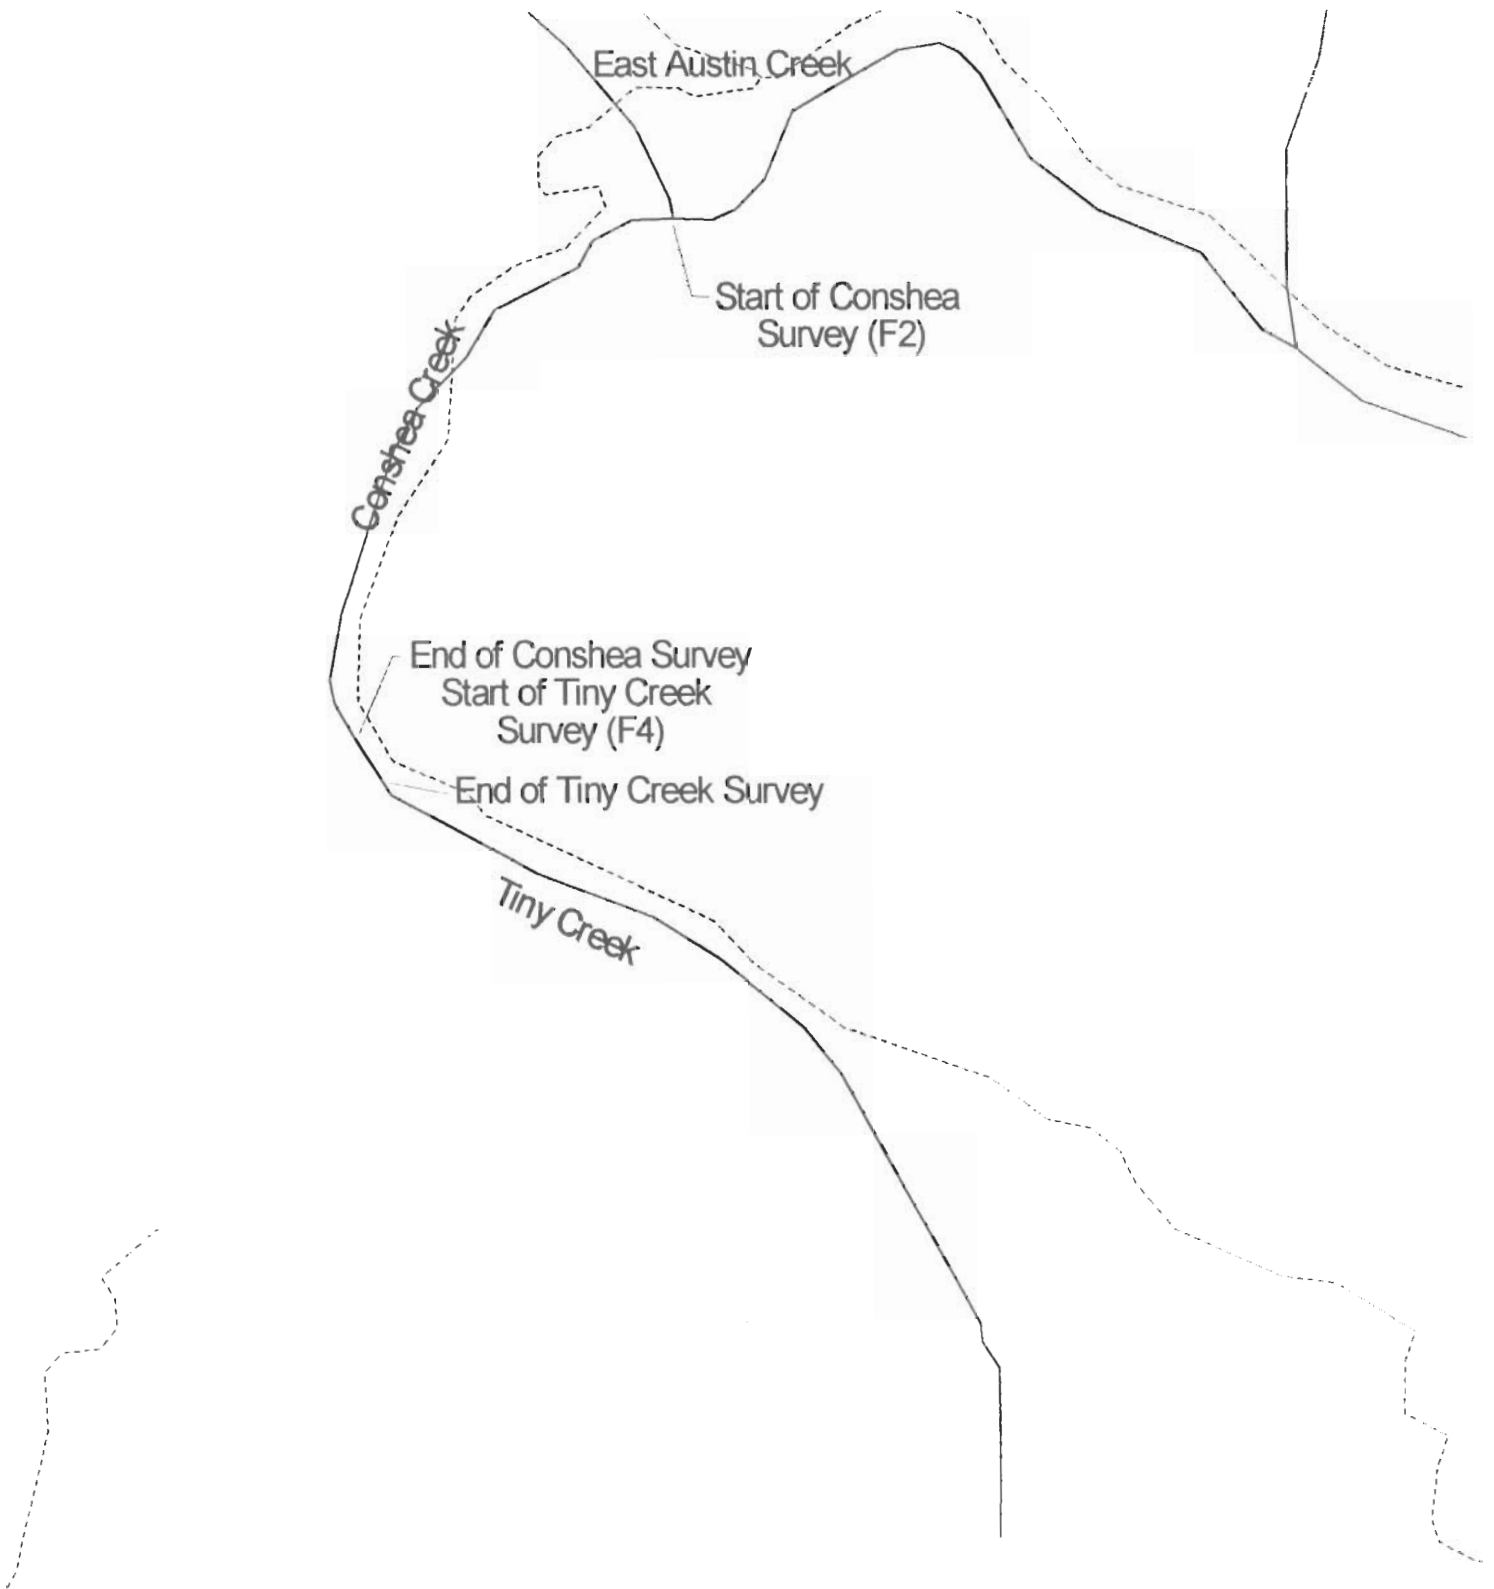 East Austin Creek
Start of Conshea
Survey (F2)
Conshea Creek
End of Conshea Survey
Start of Tiny Creek
Survey (F4)
End of Tiny Creek Survey
Tiny Creek